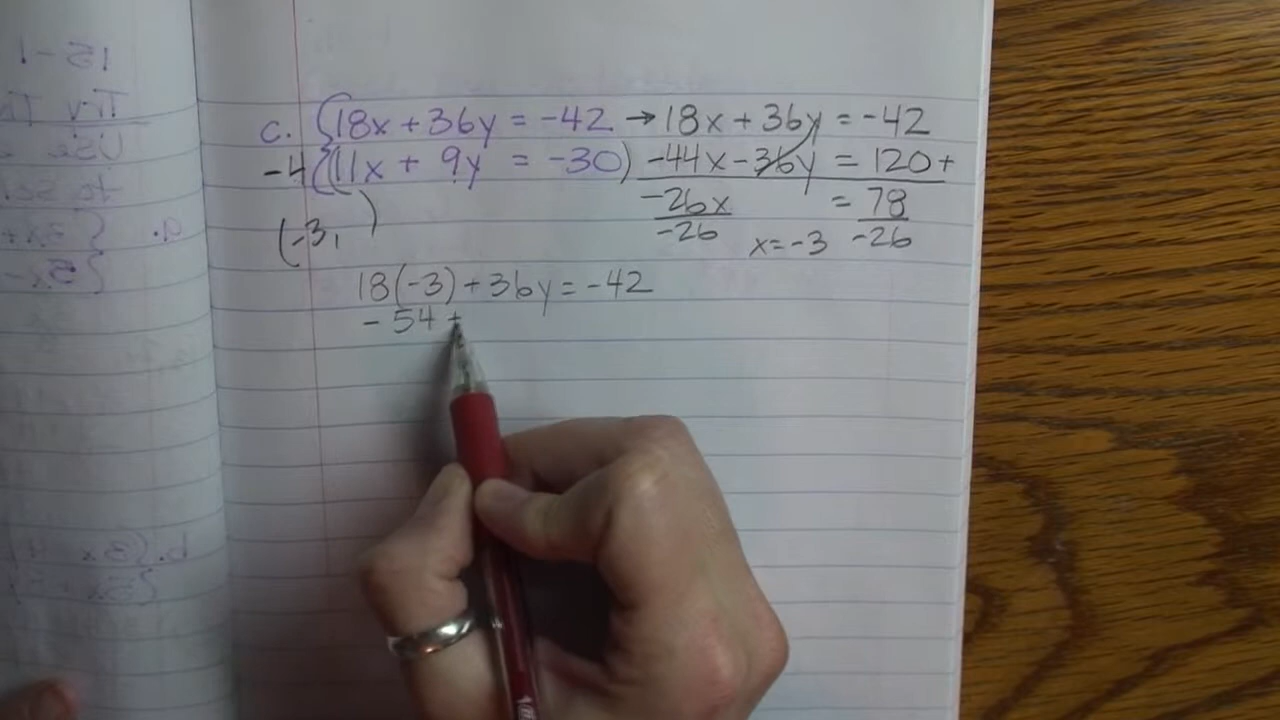 c. {18x + 36y = -42 → 18x + 36y = -42
-4({11x + 9y = -30) -44x - 36y = 120 +
-26x = 78
-26 x = -3 -26
(-3, )
18(-3) + 36y = -42
- 54 +